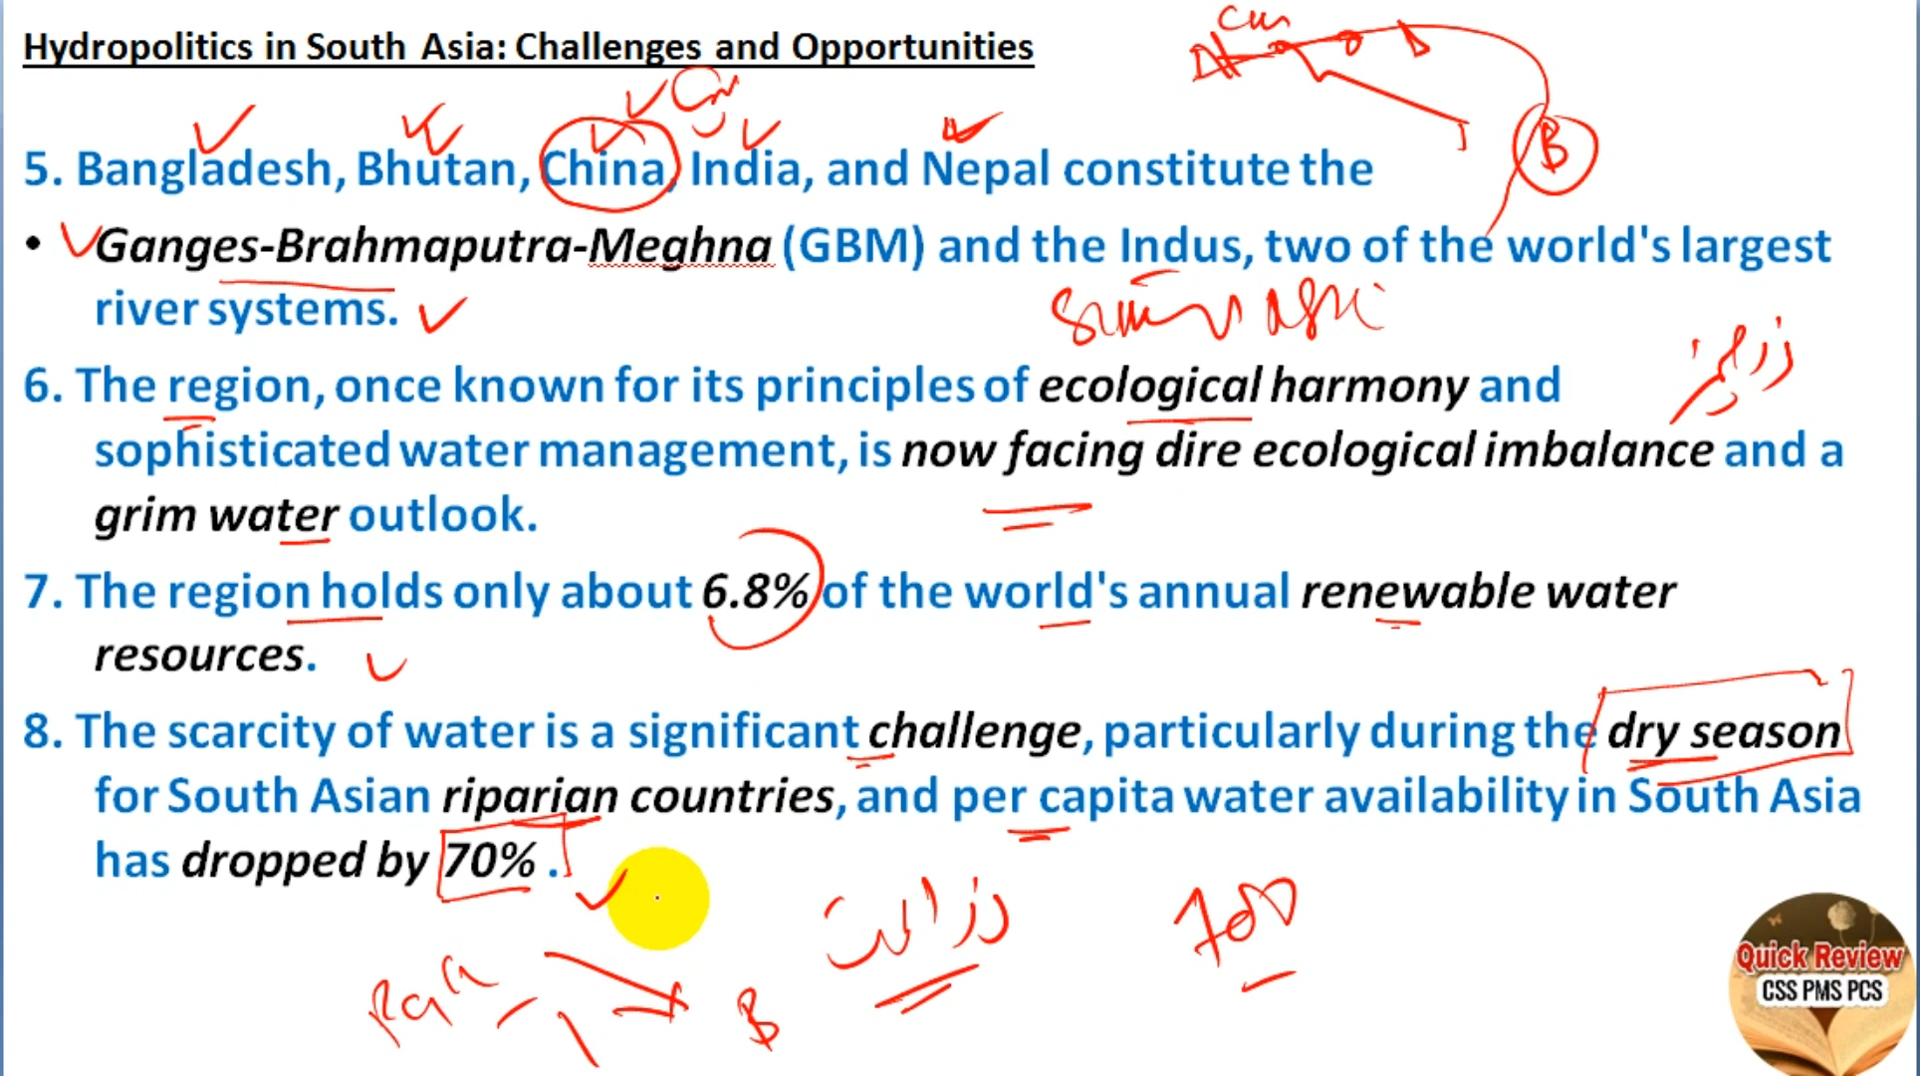 Hydropolitics in South Asia: Challenges and Opportunities
5. Bangladesh, Bhutan, China, India, and Nepal constitute the
• Ganges-Brahmaputra-Meghna (GBM) and the Indus, two of the world's largest
river systems.
6. The region, once known for its principles of ecological harmony and
sophisticated water management, is now facing dire ecological imbalance and a
grim water outlook.
7. The region holds only about 6.8% of the world's annual renewable water
resources.
8. The scarcity of water is a significant challenge, particularly during the dry season
for South Asian riparian countries, and per capita water availability in South Asia
has dropped by 70% .
B
B
Quick Review
CSS PMS PCS